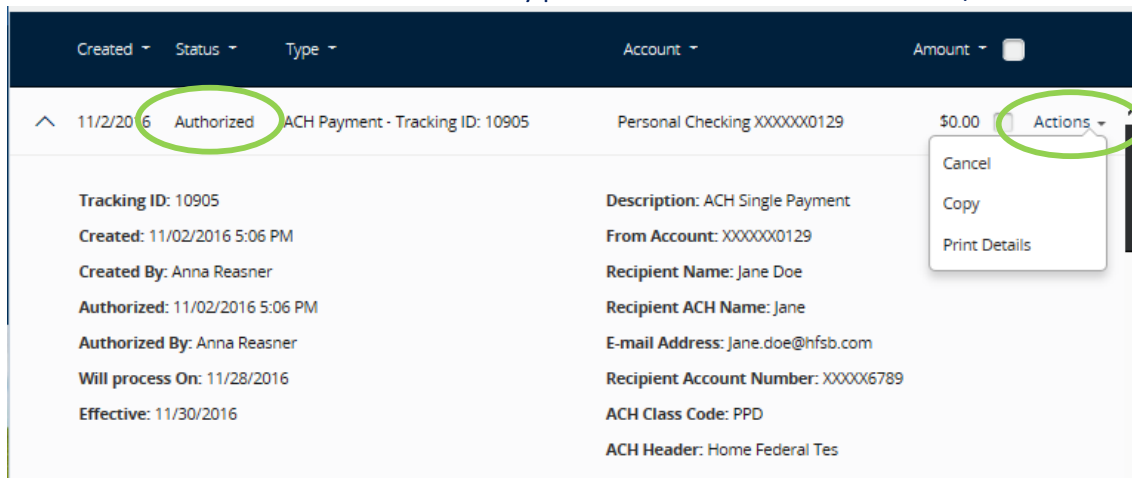 Created Status Type Account Amount
11/2/2016 Authorized ACH Payment - Tracking ID: 10905 Personal Checking XXXXXX0129 $0.00 Actions
Cancel
Copy
Print Details
Tracking ID: 10905
Created: 11/02/2016 5:06 PM
Created By: Anna Reasner
Authorized: 11/02/2016 5:06 PM
Authorized By: Anna Reasner
Will process On: 11/28/2016
Effective: 11/30/2016
Description: ACH Single Payment
From Account: XXXXXX0129
Recipient Name: Jane Doe
Recipient ACH Name: Jane
E-mail Address: Jane.doe@hfsb.com
Recipient Account Number: XXXXX6789
ACH Class Code: PPD
ACH Header: Home Federal Tes